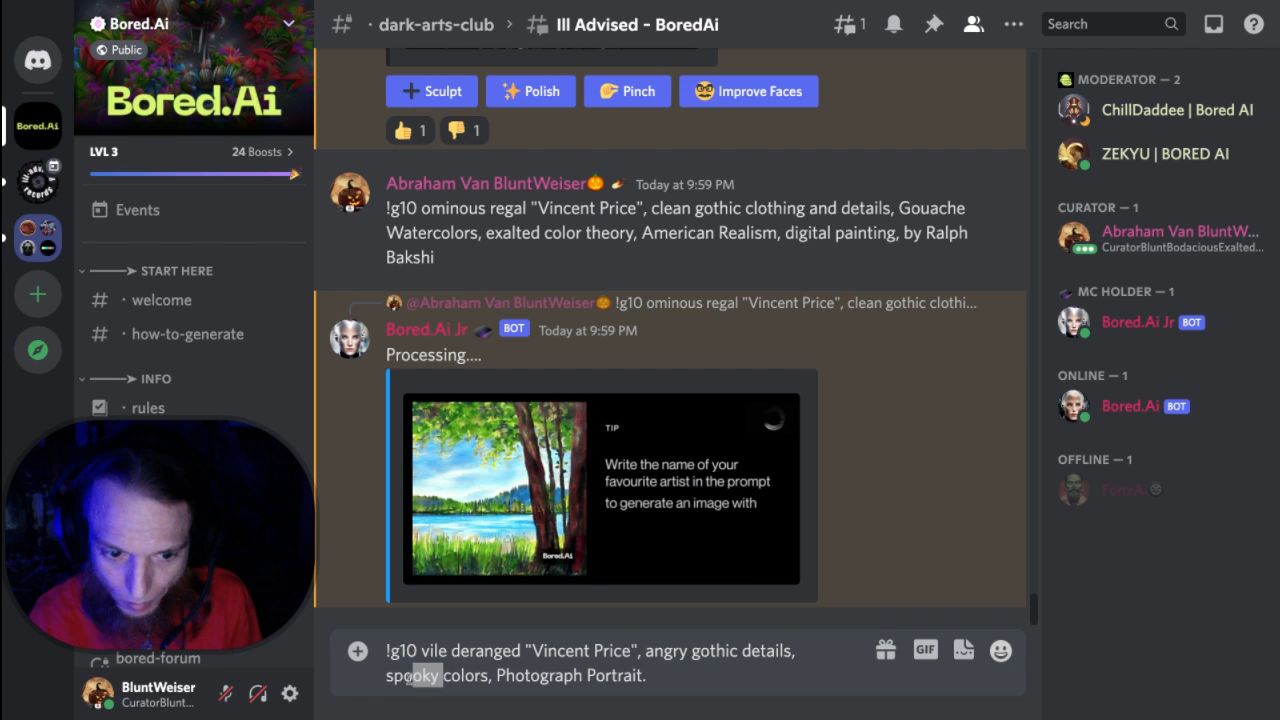 Bored.Ai
Public
Bored.Ai
LVL 3
24 Boosts
Events
START HERE
welcome
how-to-generate
INFO
rules
bored-forum
BluntWeiser
CuratorBlunt...
Bored.Ai
dark-arts-club
Ill Advised - BoredAi
1
Search
Sculpt
Polish
Pinch
Improve Faces
1
1
Abraham Van BluntWeiser Today at 9:59 PM
!g10 ominous regal "Vincent Price", clean gothic clothing and details, Gouache
Watercolors, exalted color theory, American Realism, digital painting, by Ralph
Bakshi
@Abraham Van BluntWeiser !g10 ominous regal "Vincent Price", clean gothic clothi...
Bored.Ai Jr BOT Today at 9:59 PM
Processing....
TIP
Write the name of your
favourite artist in the prompt
to generate an image with
Bored.Ai
!g10 vile deranged "Vincent Price", angry gothic details,
spooky colors, Photograph Portrait.
GIF
MODERATOR — 2
ChillDaddee | Bored AI
ZEKYU | BORED AI
CURATOR — 1
Abraham Van BluntW...
CuratorBluntBodaciousExalted...
MC HOLDER — 1
Bored.Ai Jr BOT
ONLINE — 1
Bored.Ai BOT
OFFLINE — 1
FonxAi